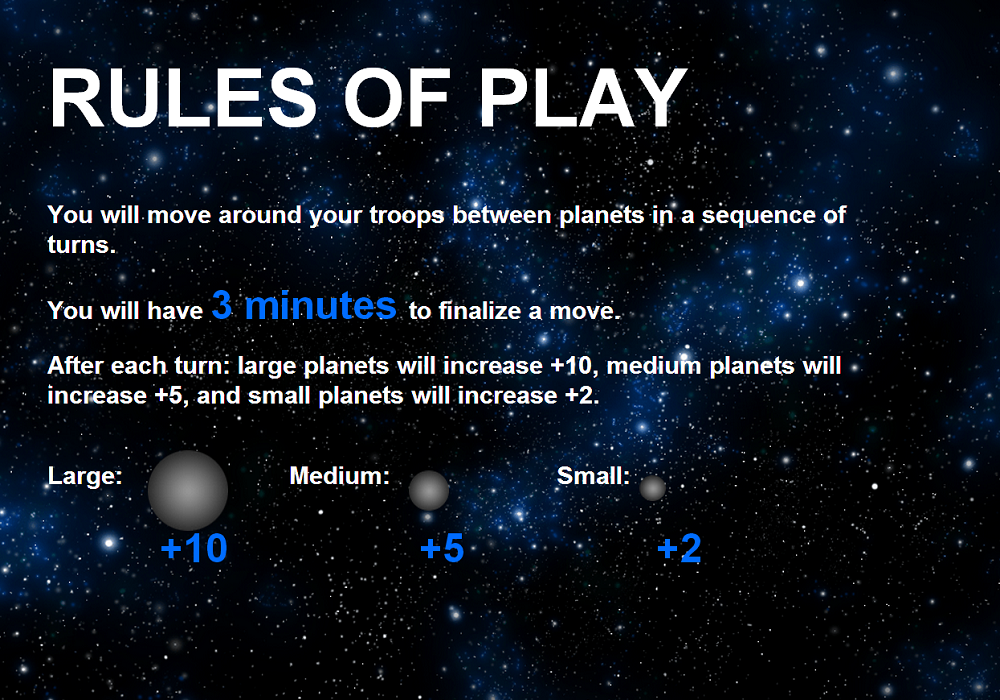 RULES OF PLAY
You will move around your troops between planets in a sequence of
turns.
You will have 3 minutes to finalize a move.
After each turn: large planets will increase +10, medium planets will
increase +5, and small planets will increase +2.
Large: Medium: Small:
+10 +5 +2